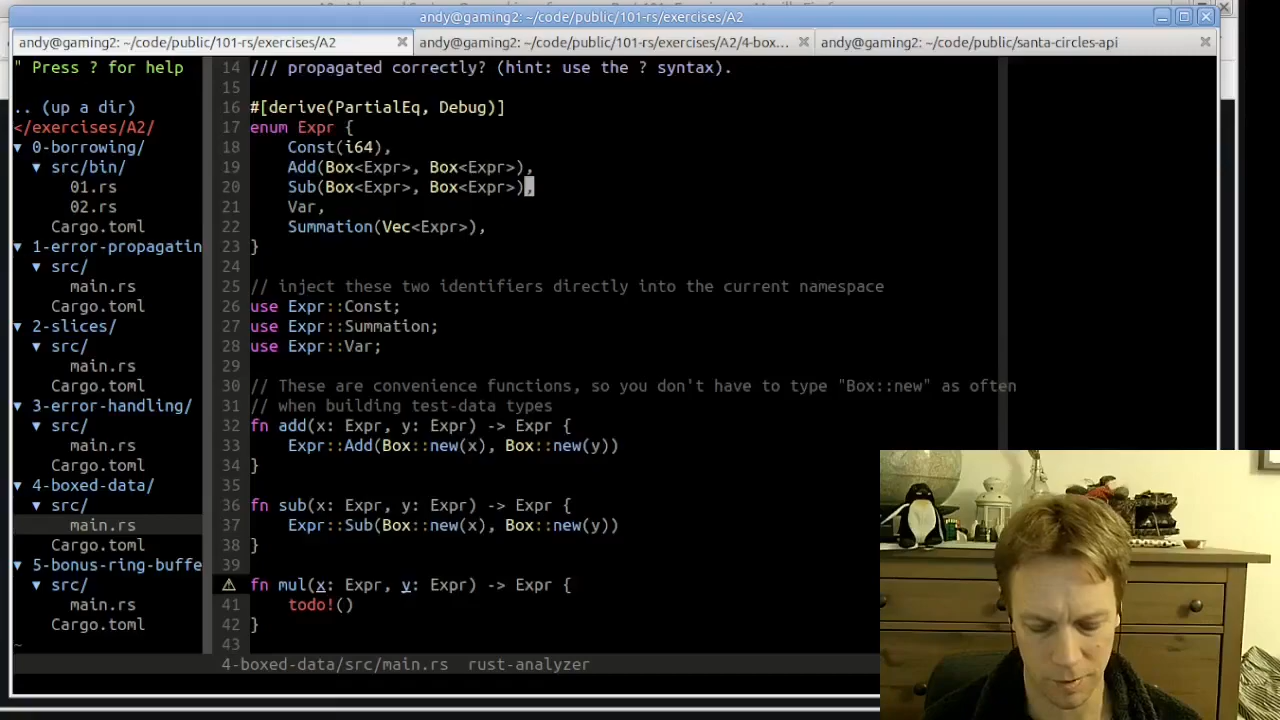 andy@gaming2: ~/code/public/101-rs/exercises/A2
andy@gaming2: ~/code/public/101-rs/exercises/A2
andy@gaming2: ~/code/public/101-rs/exercises/A2/4-box...
andy@gaming2: ~/code/public/santa-circles-api
" Press ? for help
.. (up a dir)
</exercises/A2/
▼ 0-borrowing/
▼ src/bin/
01.rs
02.rs
Cargo.toml
▼ 1-error-propagatin
▼ src/
main.rs
Cargo.toml
▼ 2-slices/
▼ src/
main.rs
Cargo.toml
▼ 3-error-handling/
▼ src/
main.rs
Cargo.toml
▼ 4-boxed-data/
▼ src/
main.rs
Cargo.toml
▼ 5-bonus-ring-buffe
▼ src/
main.rs
Cargo.toml
~
14 /// propagated correctly? (hint: use the ? syntax).
15
16 #[derive(PartialEq, Debug)]
17 enum Expr {
18 Const(i64),
19 Add(Box<Expr>, Box<Expr>),
20 Sub(Box<Expr>, Box<Expr>),
21 Var,
22 Summation(Vec<Expr>),
23 }
24
25 // inject these two identifiers directly into the current namespace
26 use Expr::Const;
27 use Expr::Summation;
28 use Expr::Var;
29
30 // These are convenience functions, so you don't have to type "Box::new" as often
31 // when building test-data types
32 fn add(x: Expr, y: Expr) -> Expr {
33 Expr::Add(Box::new(x), Box::new(y))
34 }
35
36 fn sub(x: Expr, y: Expr) -> Expr {
37 Expr::Sub(Box::new(x), Box::new(y))
38 }
39
⚠ fn mul(x: Expr, y: Expr) -> Expr {
41 todo!()
42 }
43
4-boxed-data/src/main.rs rust-analyzer